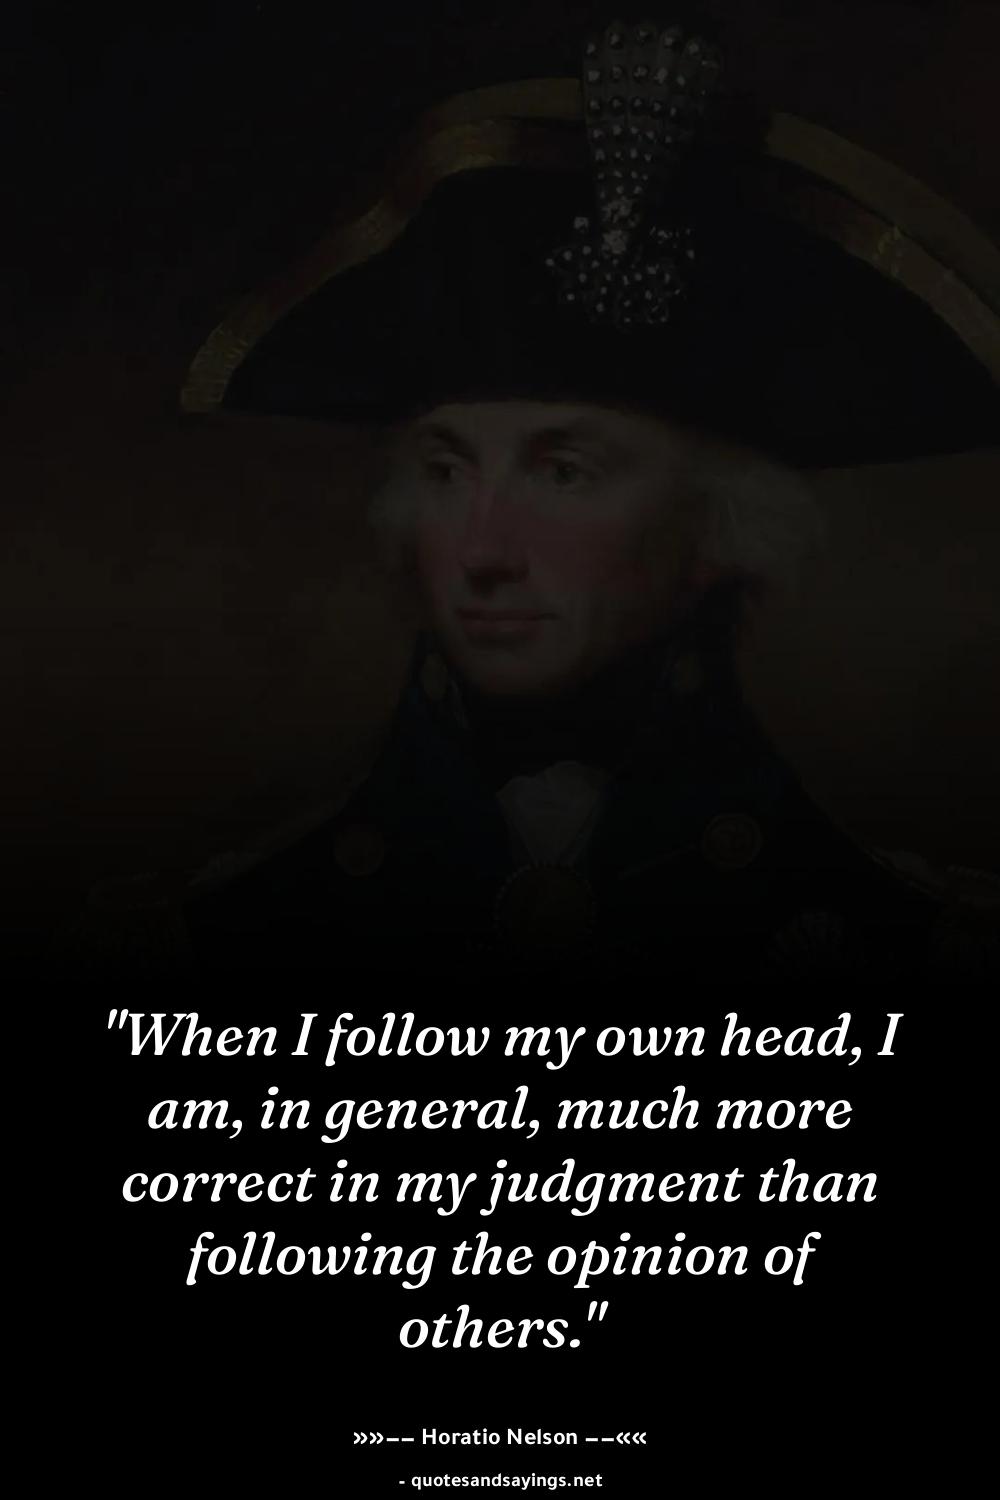 "When I follow my own head, I
am, in general, much more
correct in my judgment than
following the opinion of
others."
»»–– Horatio Nelson ––««
- quotesandsayings.net